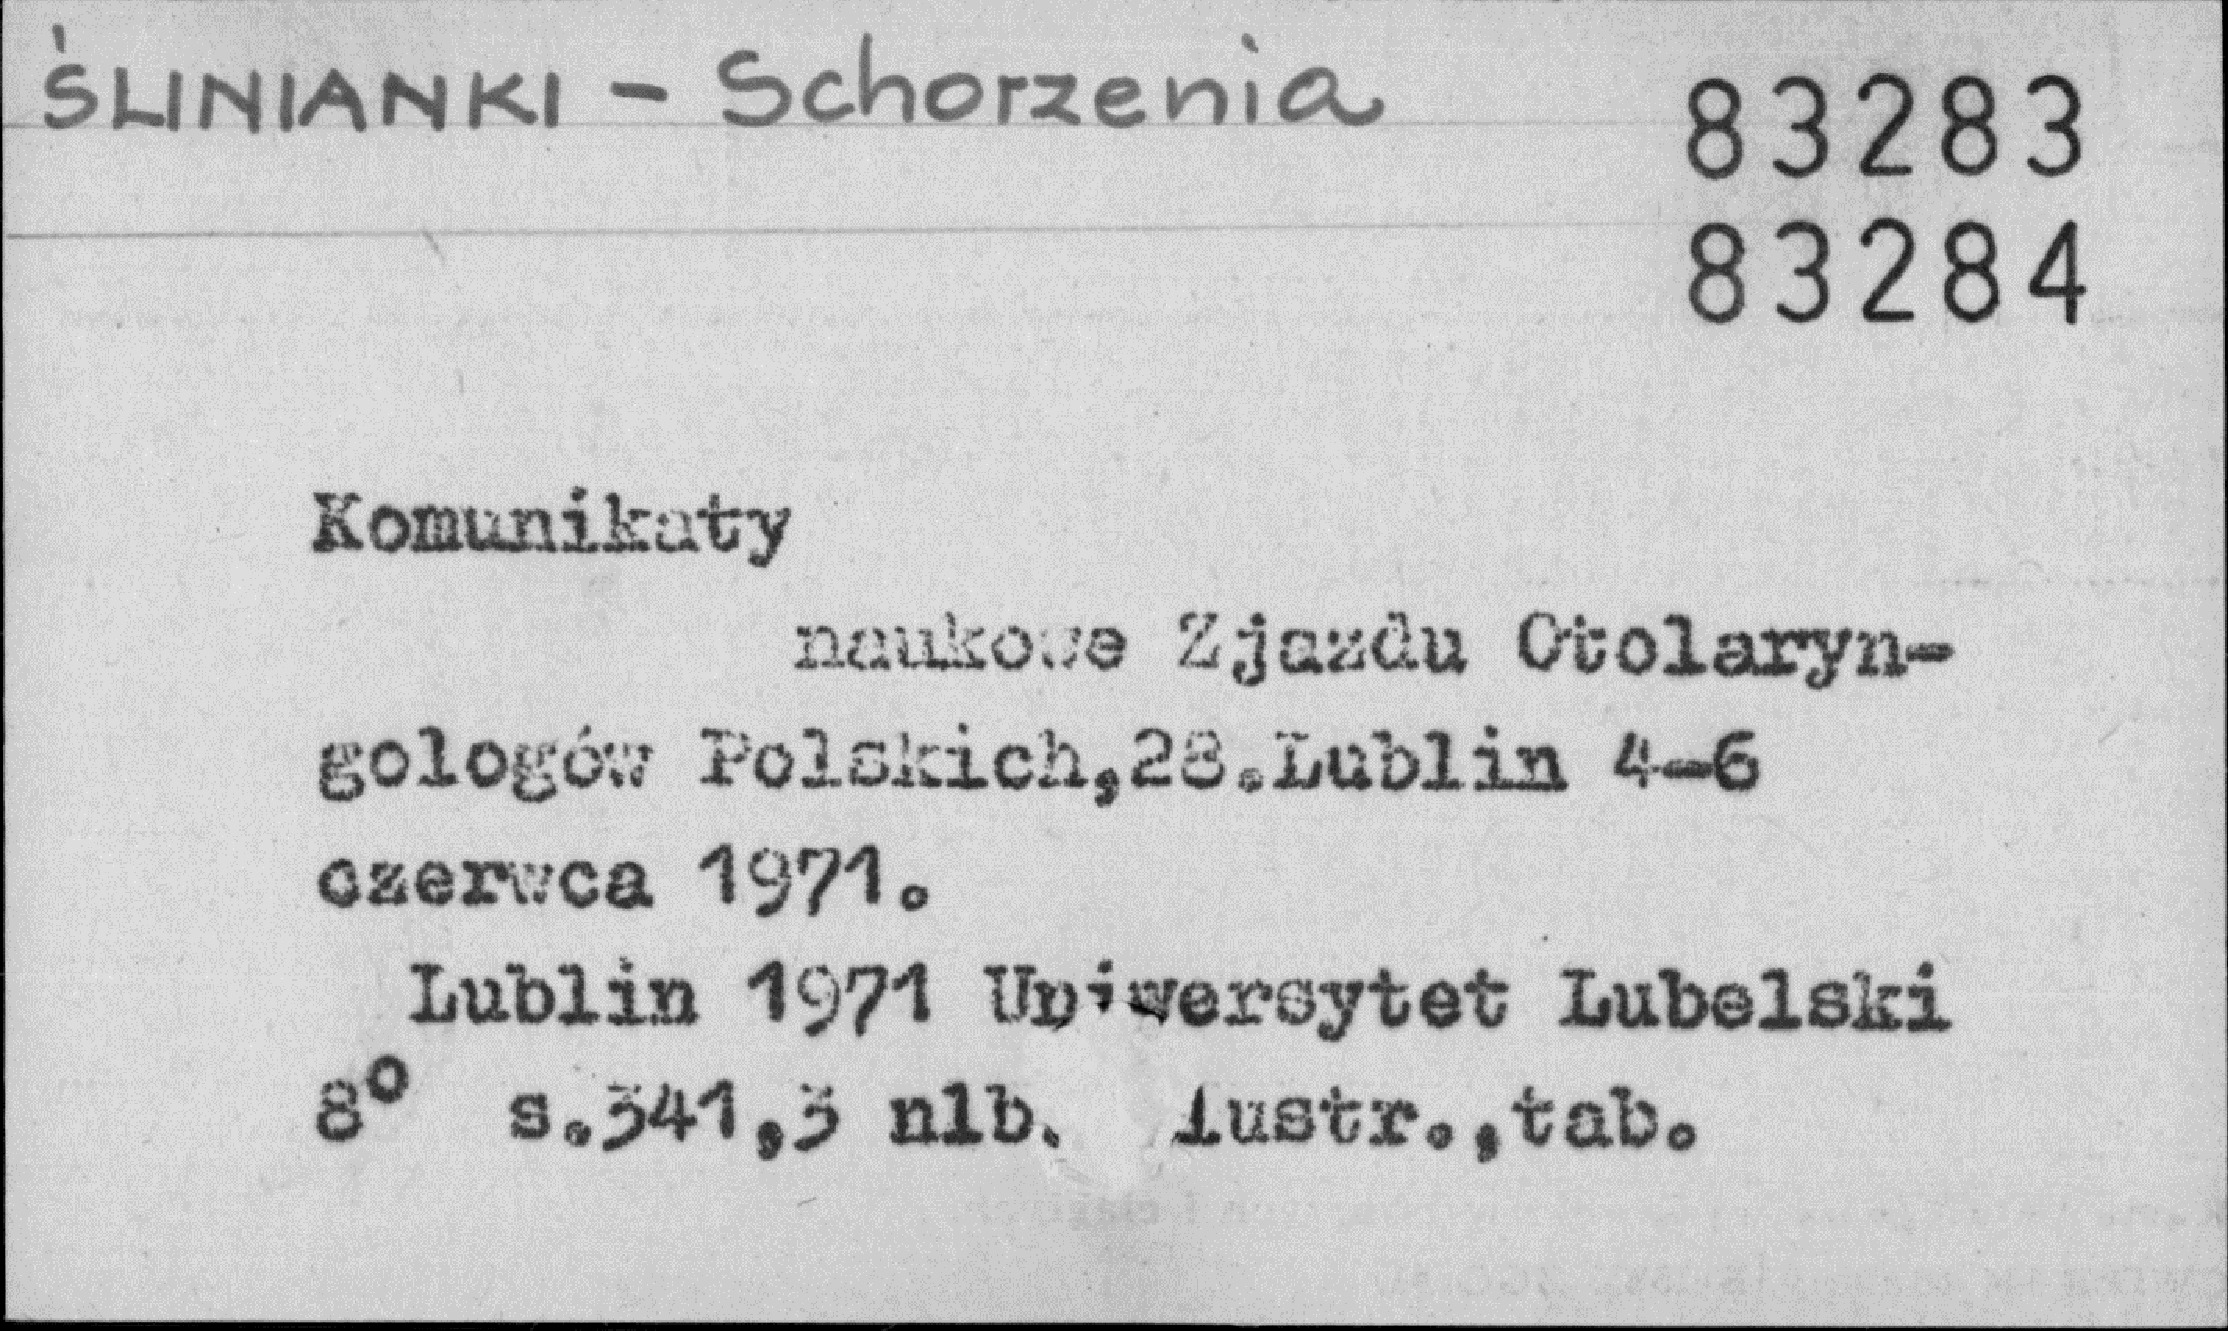 ŚLINIANKI - Schorzenia
83283
83284
Komunikaty
naukowe Zjazdu Otolaryn-
gologów Polskich,28.Lublin 4-6
czerwca 1971.
Lublin 1971 Uniwersytet Lubelski
8° s.341,3 nlb. iustr.,tab.